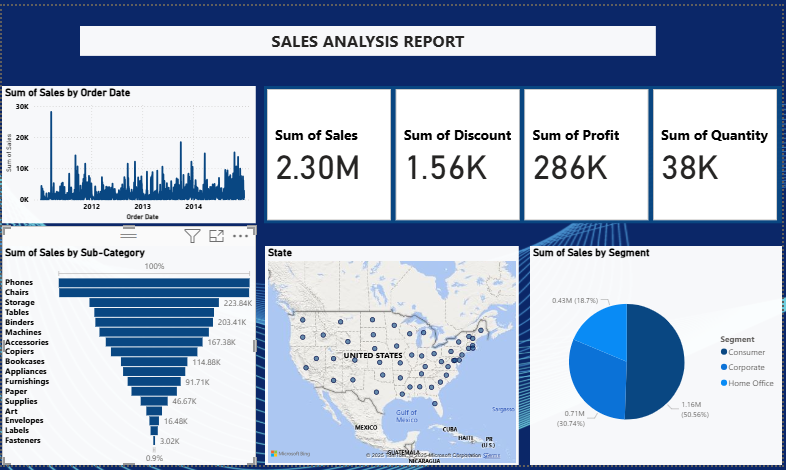 SALES ANALYSIS REPORT
Sum of Sales by Order Date
30K
20K
10K
0K
Sum of Sales
2012
2013
2014
Order Date
Sum of Sales
2.30M
Sum of Discount
1.56K
Sum of Profit
286K
Sum of Quantity
38K
Sum of Sales by Sub-Category
100%
Phones
Chairs
Storage 223.84K
Tables
Binders 203.41K
Machines
Accessories 167.38K
Copiers
Bookcases 114.88K
Appliances
Furnishings 91.71K
Paper
Supplies 46.67K
Art
Envelopes 16.48K
Labels
Fasteners 3.02K
0.9%
State
UNITED STATES
Gulf of
Mexico
Sargasso
MEXICO
CUBA
HAITI
PR
(U.S.)
GUATEMALA
NICARAGUA
Microsoft Bing
Sum of Sales by Segment
0.43M (18.7%)
0.71M
(30.74%)
1.16M
(50.56%)
Segment
Consumer
Corporate
Home Office